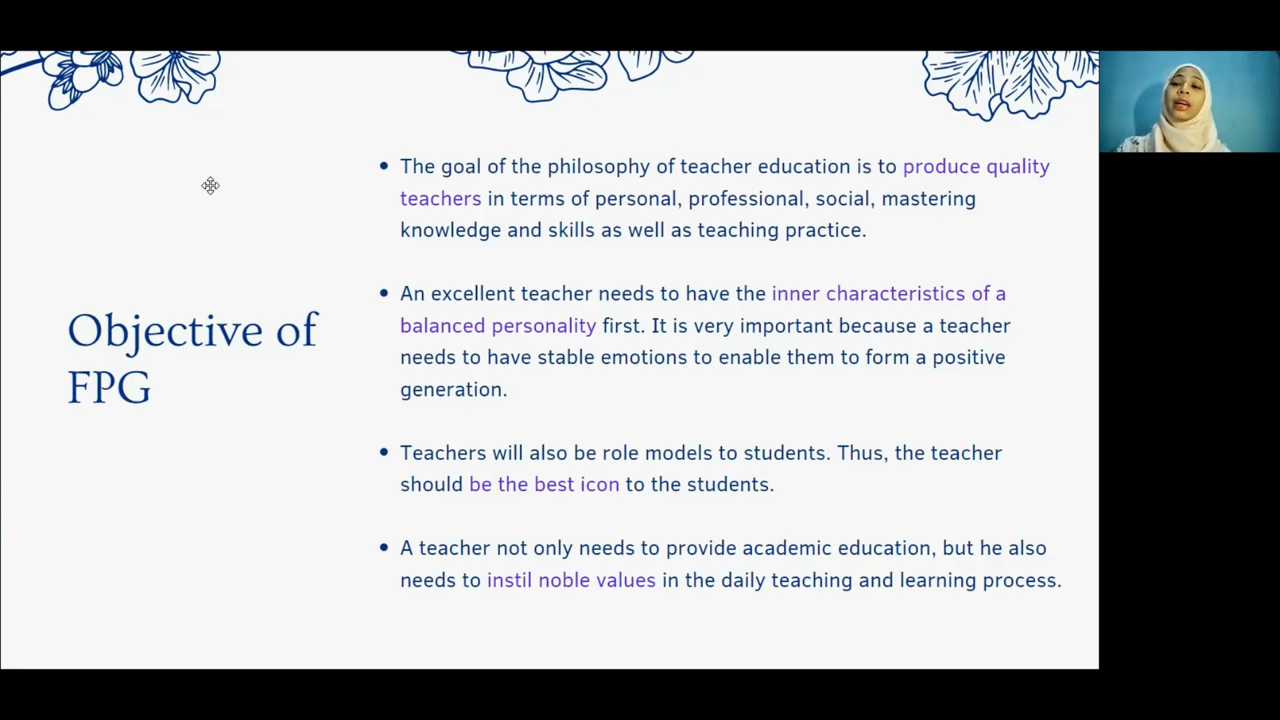 Objective of
FPG
The goal of the philosophy of teacher education is to produce quality
teachers in terms of personal, professional, social, mastering
knowledge and skills as well as teaching practice.
An excellent teacher needs to have the inner characteristics of a
balanced personality first. It is very important because a teacher
needs to have stable emotions to enable them to form a positive
generation.
Teachers will also be role models to students. Thus, the teacher
should be the best icon to the students.
A teacher not only needs to provide academic education, but he also
needs to instil noble values in the daily teaching and learning process.